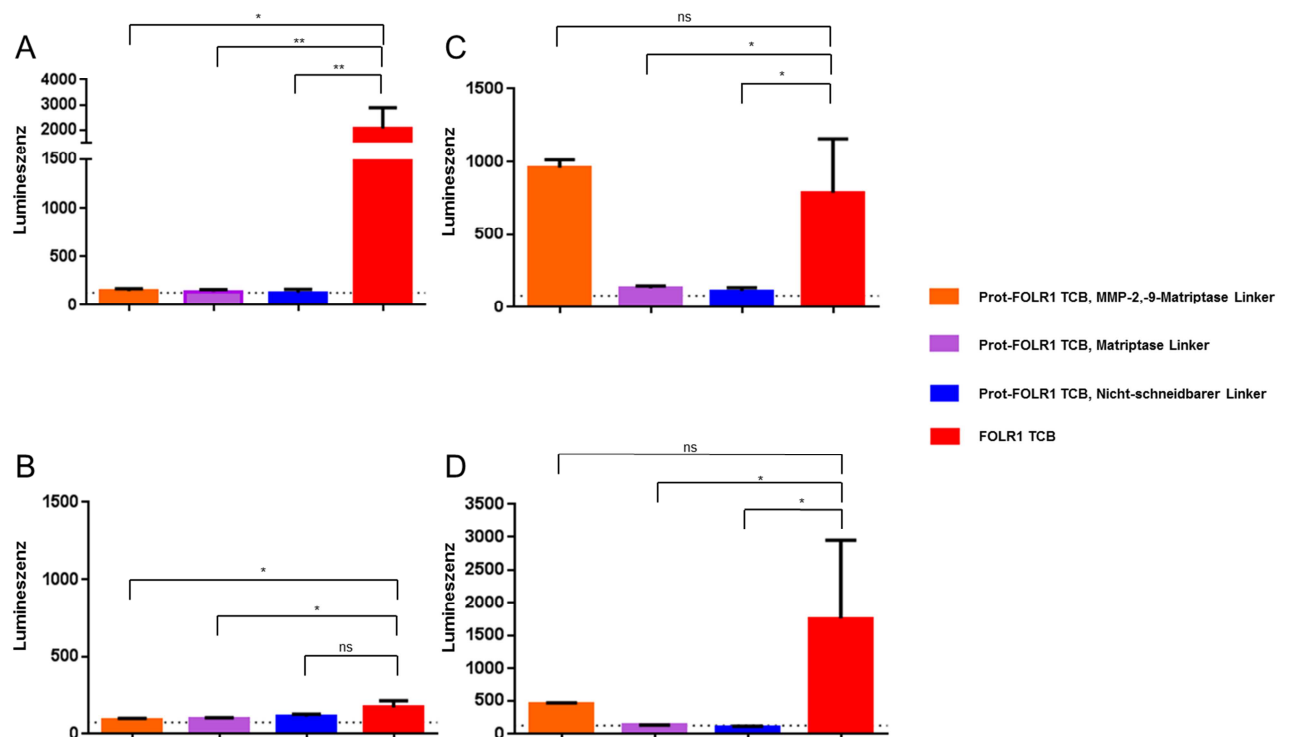 A
*
**
**
Lumineszenz
4000
3000
2000
1500
1000
500
0
C
ns
*
*
Lumineszenz
1500
1000
500
0
Prot-FOLR1 TCB, MMP-2,-9-Matriptase Linker
Prot-FOLR1 TCB, Matriptase Linker
Prot-FOLR1 TCB, Nicht-schneidbarer Linker
FOLR1 TCB
B
*
*
ns
Lumineszenz
1500
1000
500
0
D
ns
*
*
Lumineszenz
3500
3000
2500
2000
1500
1000
500
0